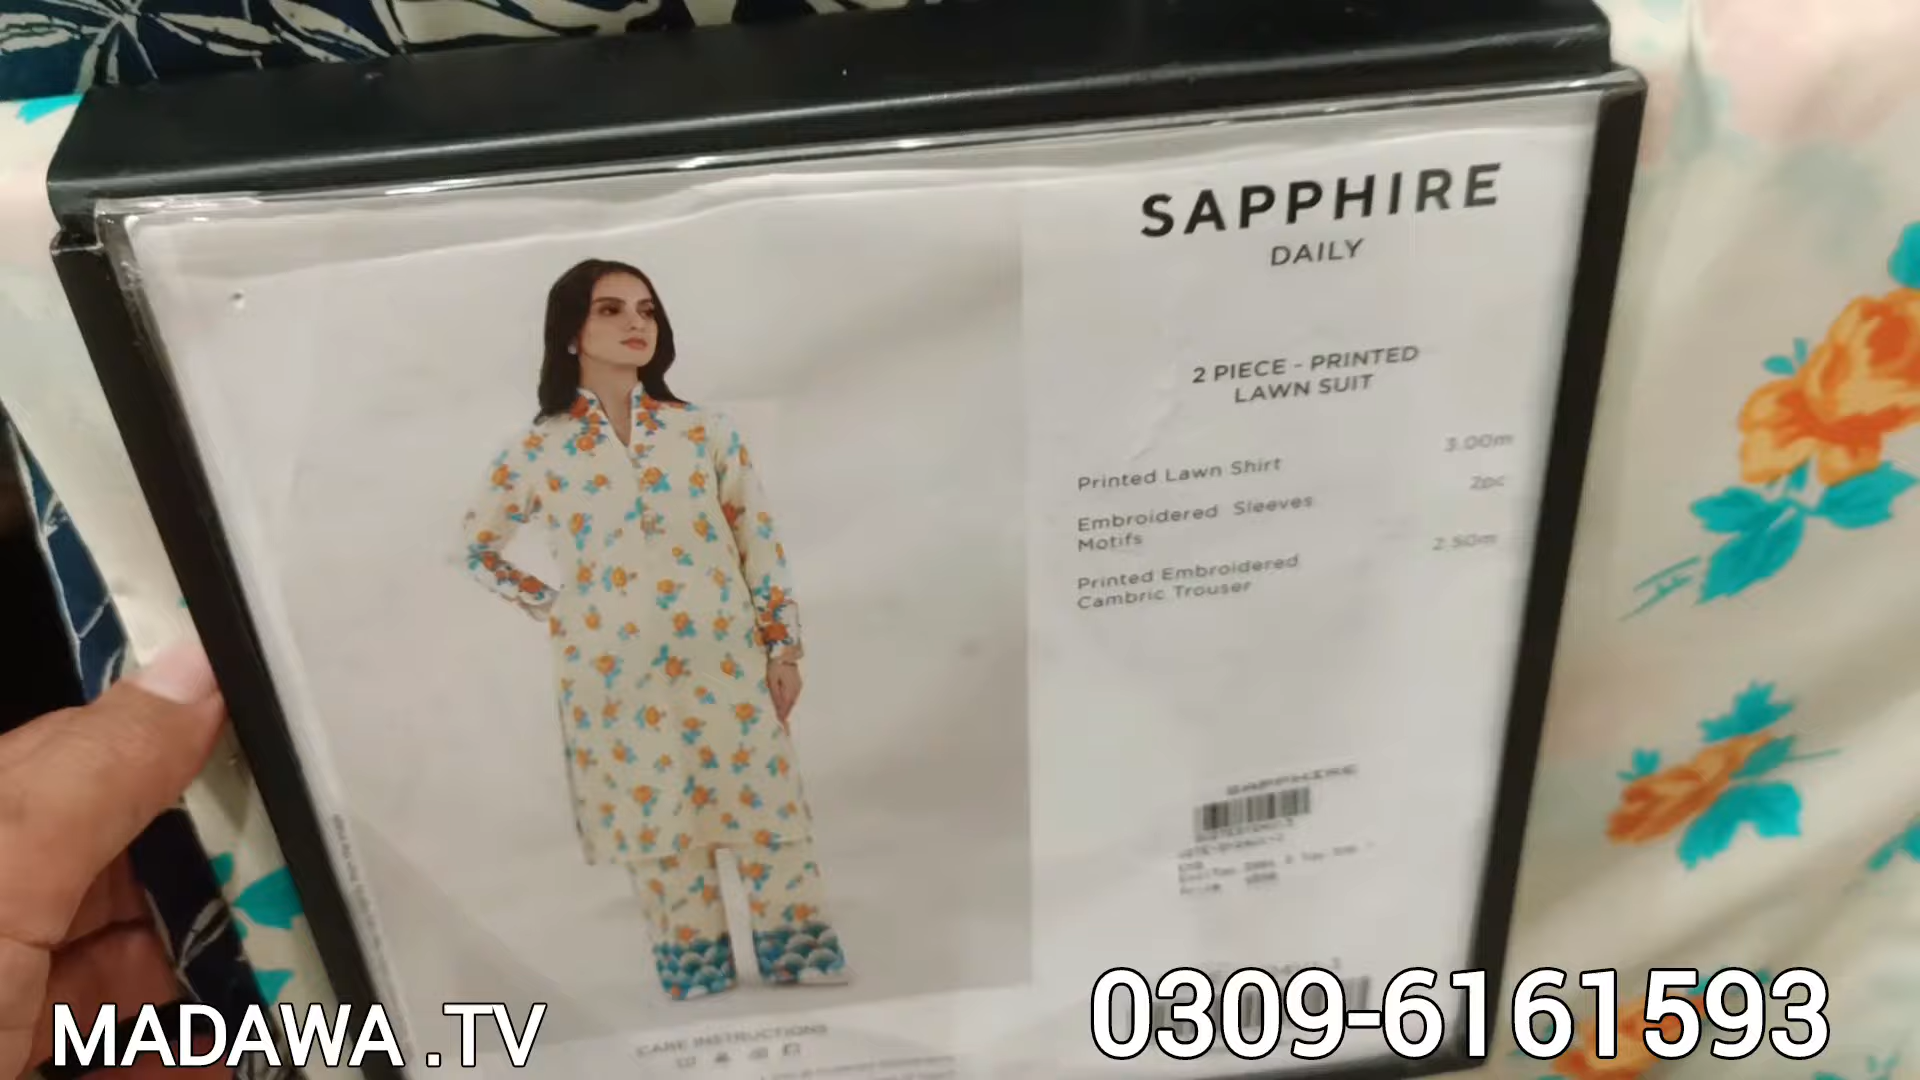 SAPPHIRE
DAILY
2 PIECE - PRINTED
LAWN SUIT
3.00m
Printed Lawn Shirt
2pc
Embroidered Sleeves
Motifs
2.50m
Printed Embroidered
Cambric Trouser
SAPPHIRE
CARE INSTRUCTIONS
MADAWA .TV
0309-6161593